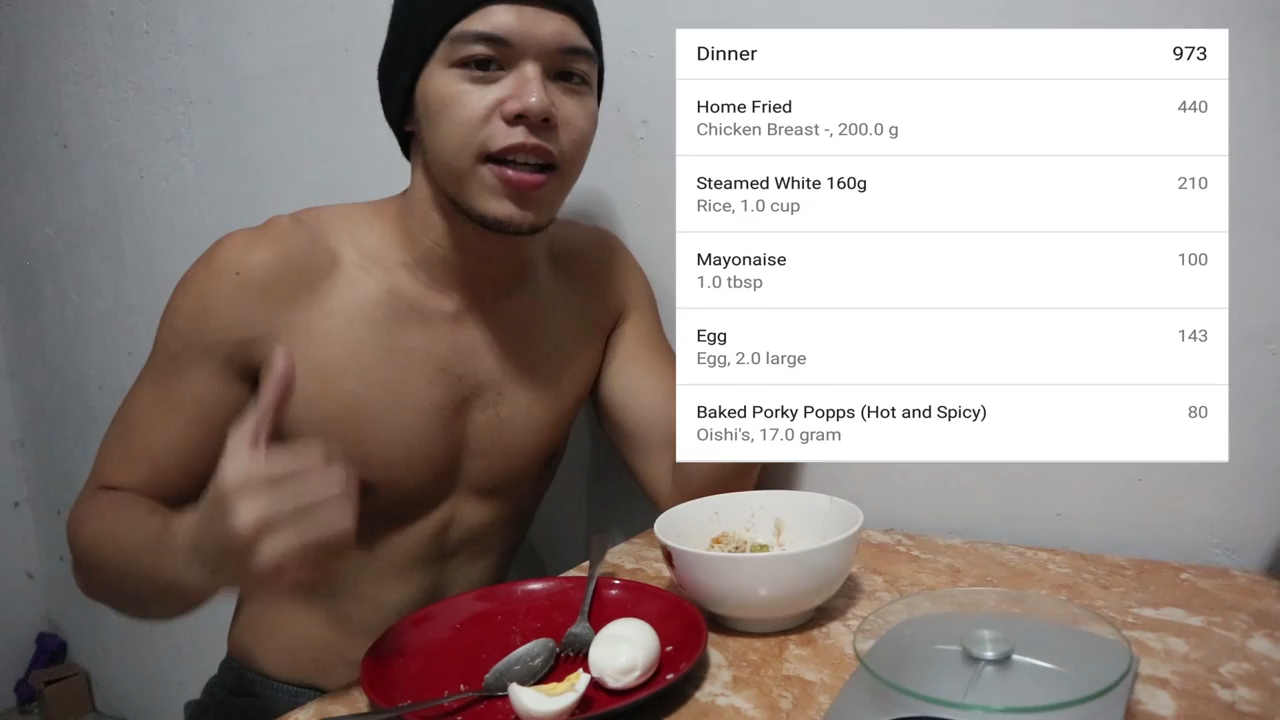 Dinner 973
Home Fried 440
Chicken Breast -, 200.0 g
Steamed White 160g 210
Rice, 1.0 cup
Mayonaise 100
1.0 tbsp
Egg 143
Egg, 2.0 large
Baked Porky Popps (Hot and Spicy) 80
Oishi's, 17.0 gram